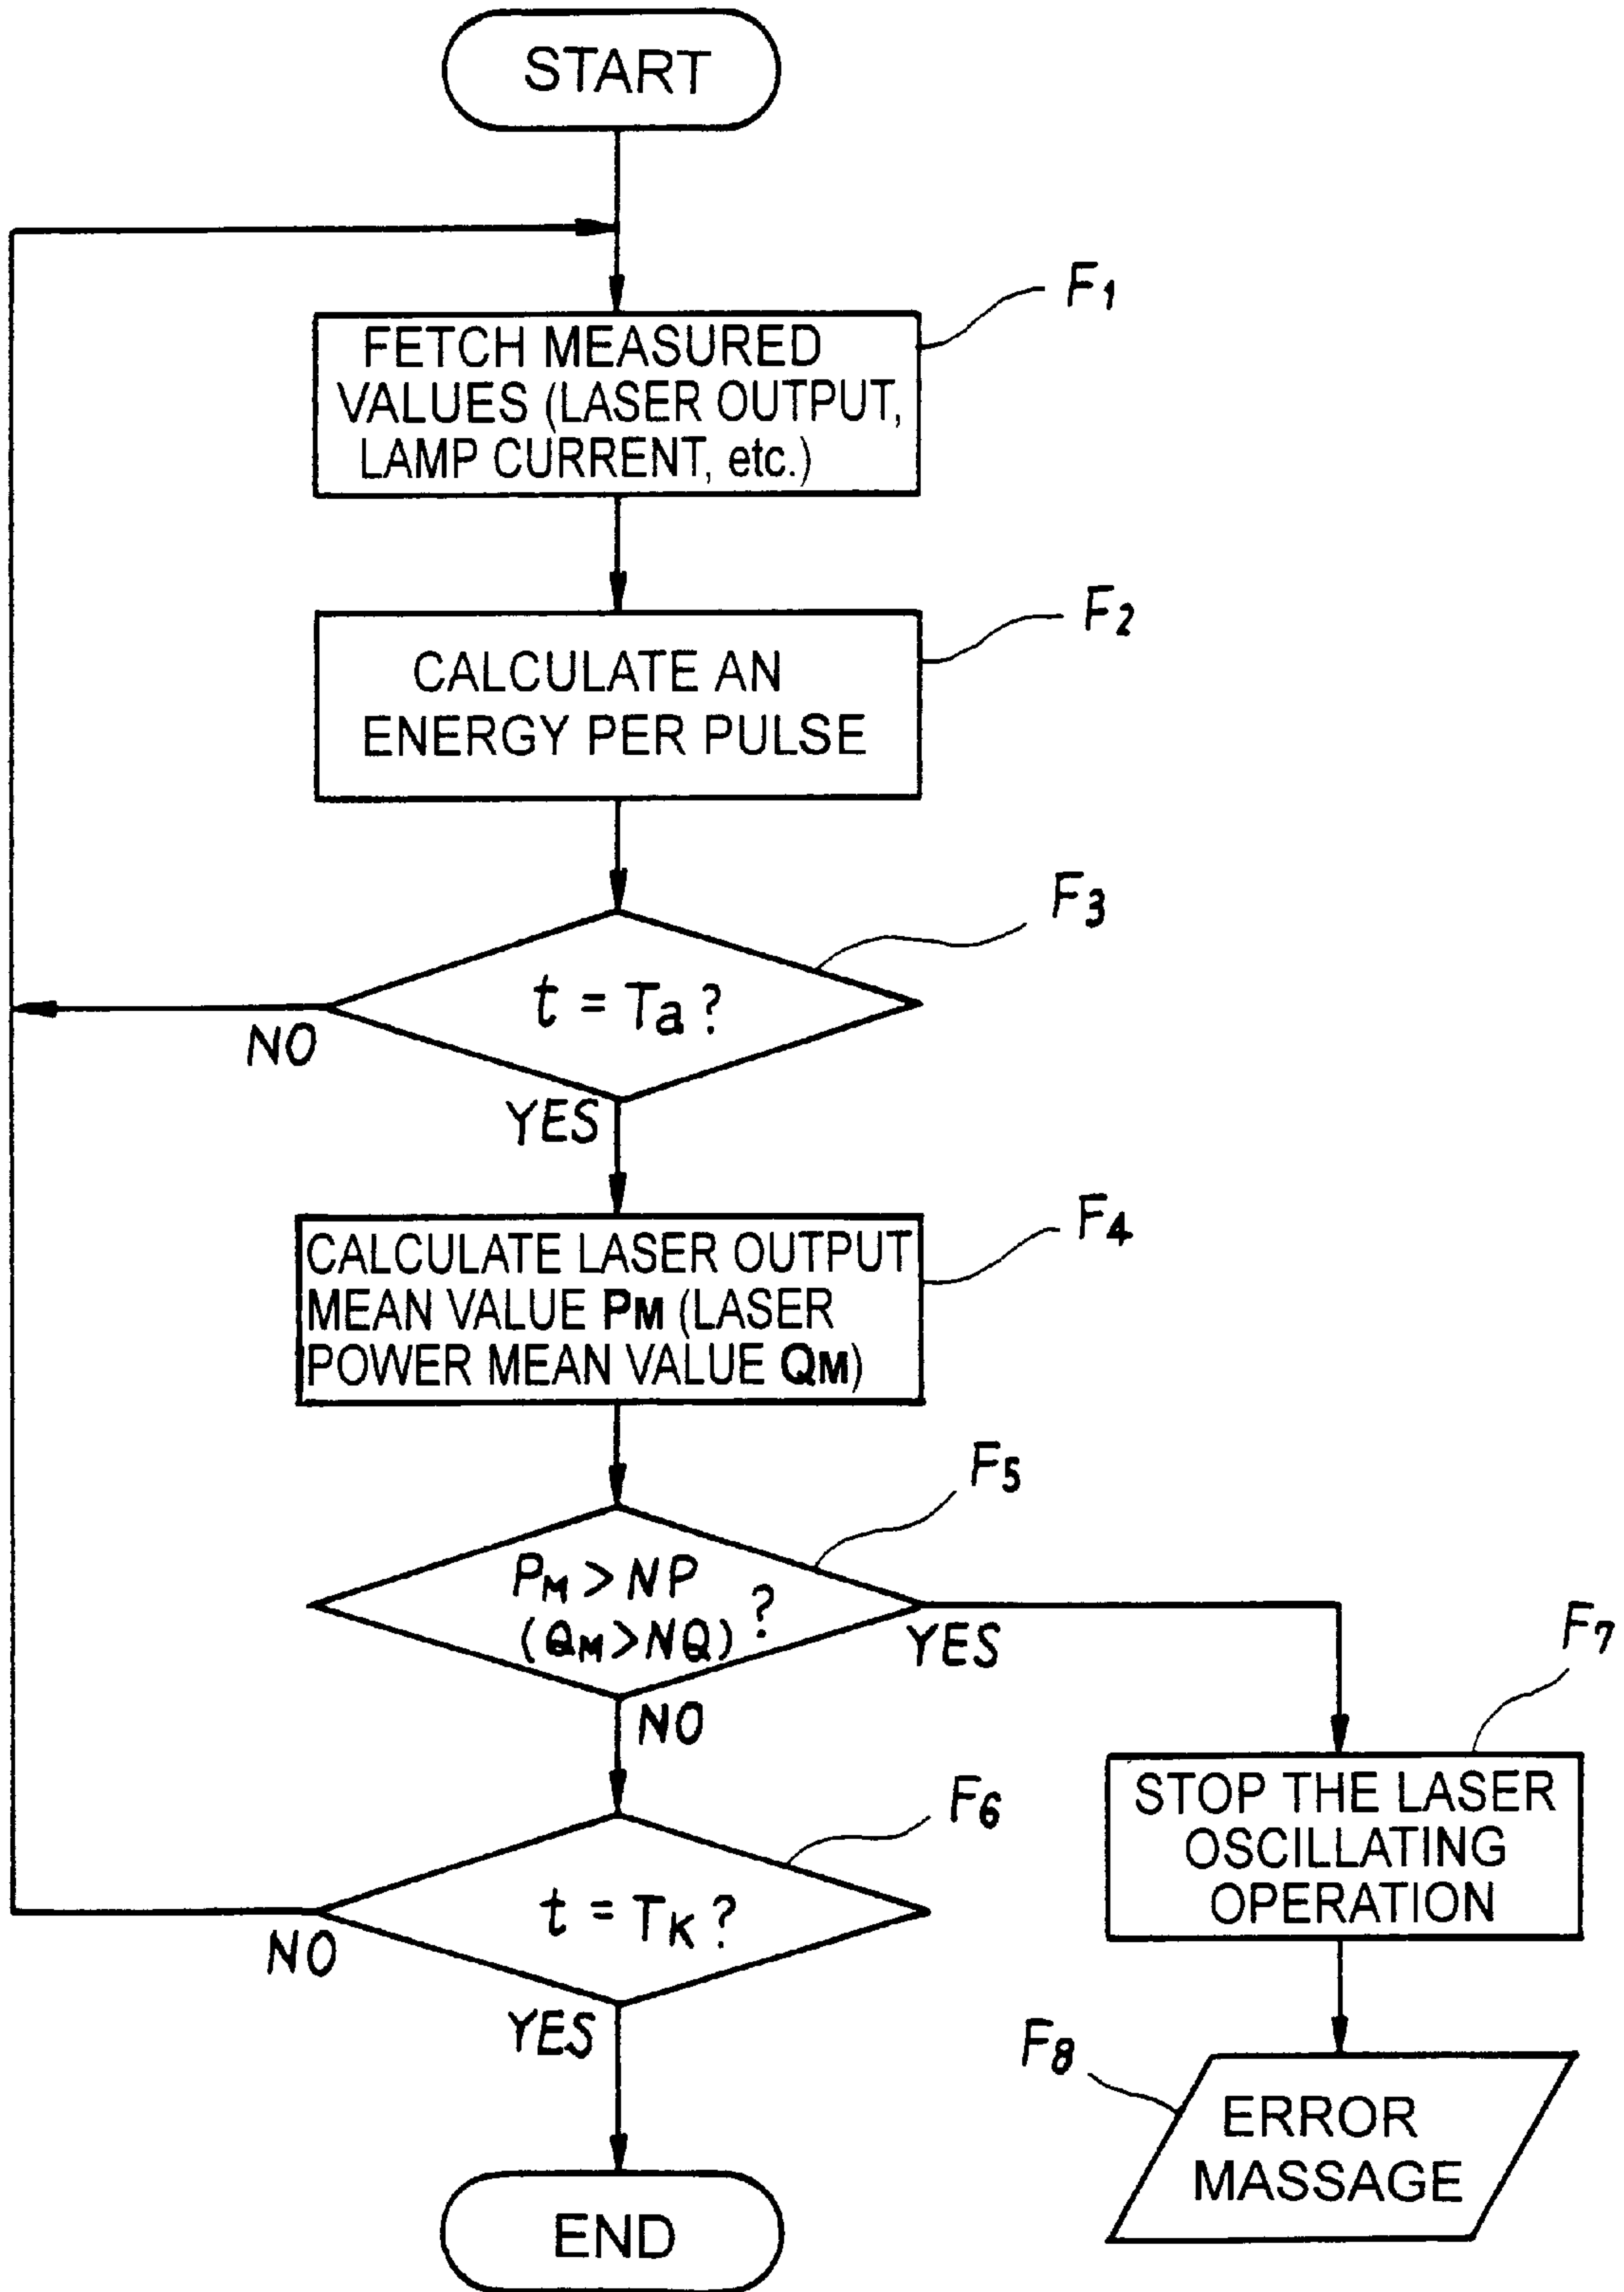 START
F1
FETCH MEASURED
VALUES (LASER OUTPUT,
LAMP CURRENT, etc.)
F2
CALCULATE AN
ENERGY PER PULSE
F3
t = Ta ?
NO
YES
F4
CALCULATE LASER OUTPUT
MEAN VALUE PM (LASER
POWER MEAN VALUE QM)
F5
PM > NP
(QM > NQ) ?
YES
NO
F7
STOP THE LASER
OSCILLATING
OPERATION
F6
t = TK ?
NO
YES
F8
ERROR
MASSAGE
END